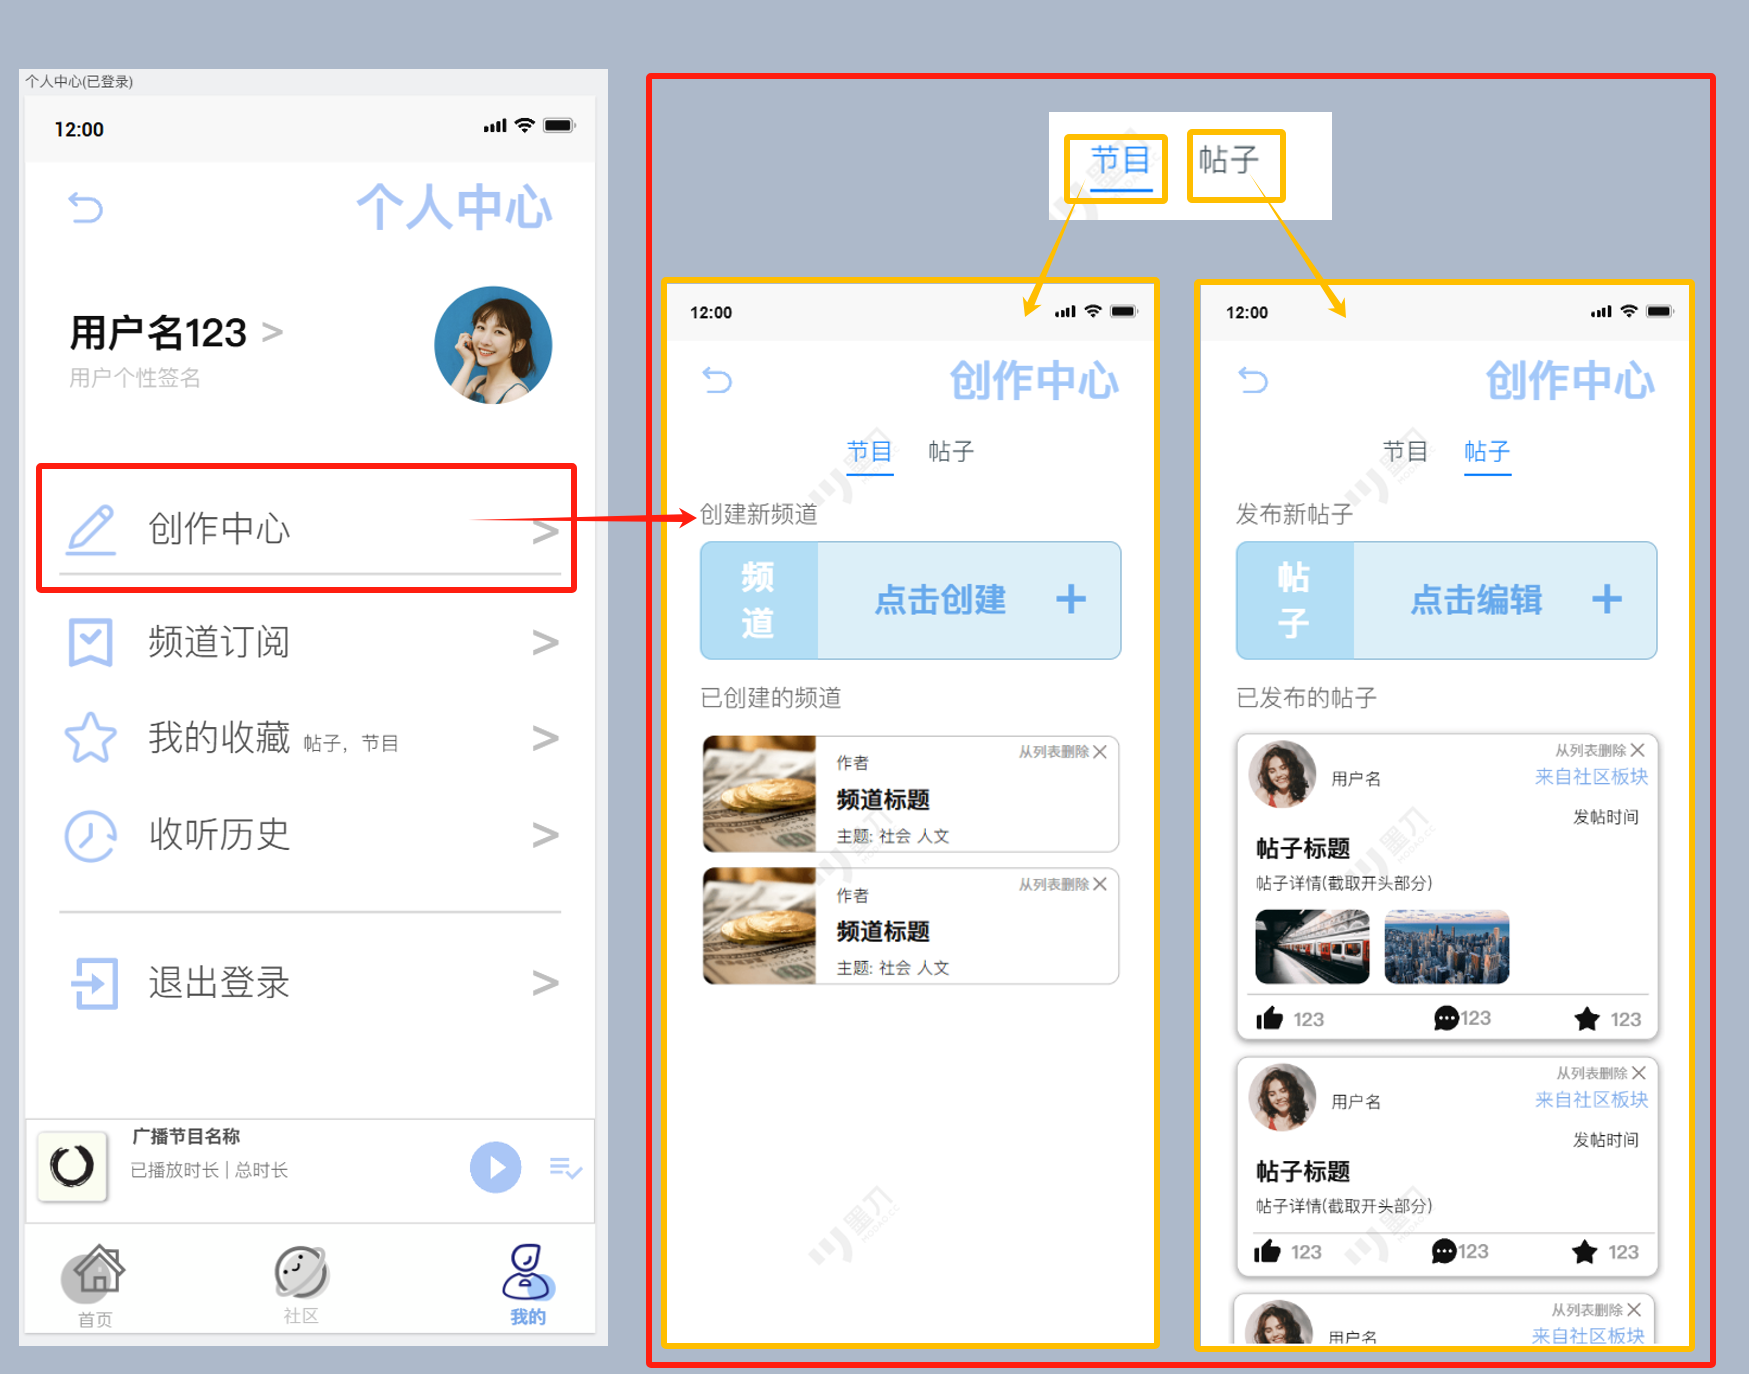 个人中心(已登录)
12:00
个人中心
用户名123 >
用户个性签名
创作中心 >
频道订阅 >
我的收藏 帖子，节目 >
收听历史 >
退出登录 >
广播节目名称
已播放时长 | 总时长
首页
社区
我的
节目 帖子
12:00
创作中心
节目 帖子
创建新频道
频
道
点击创建 +
已创建的频道
从列表删除
作者
频道标题
主题: 社会 人文
从列表删除
作者
频道标题
主题: 社会 人文
墨刀
MODAO.CC
12:00
创作中心
节目 帖子
发布新帖子
帖
子
点击编辑 +
已发布的帖子
从列表删除
用户名
来自社区板块
发帖时间
帖子标题
帖子详情(截取开头部分)
123 123 123
从列表删除
用户名
来自社区板块
发帖时间
帖子标题
帖子详情(截取开头部分)
123 123 123
从列表删除
用户名
来自社区板块